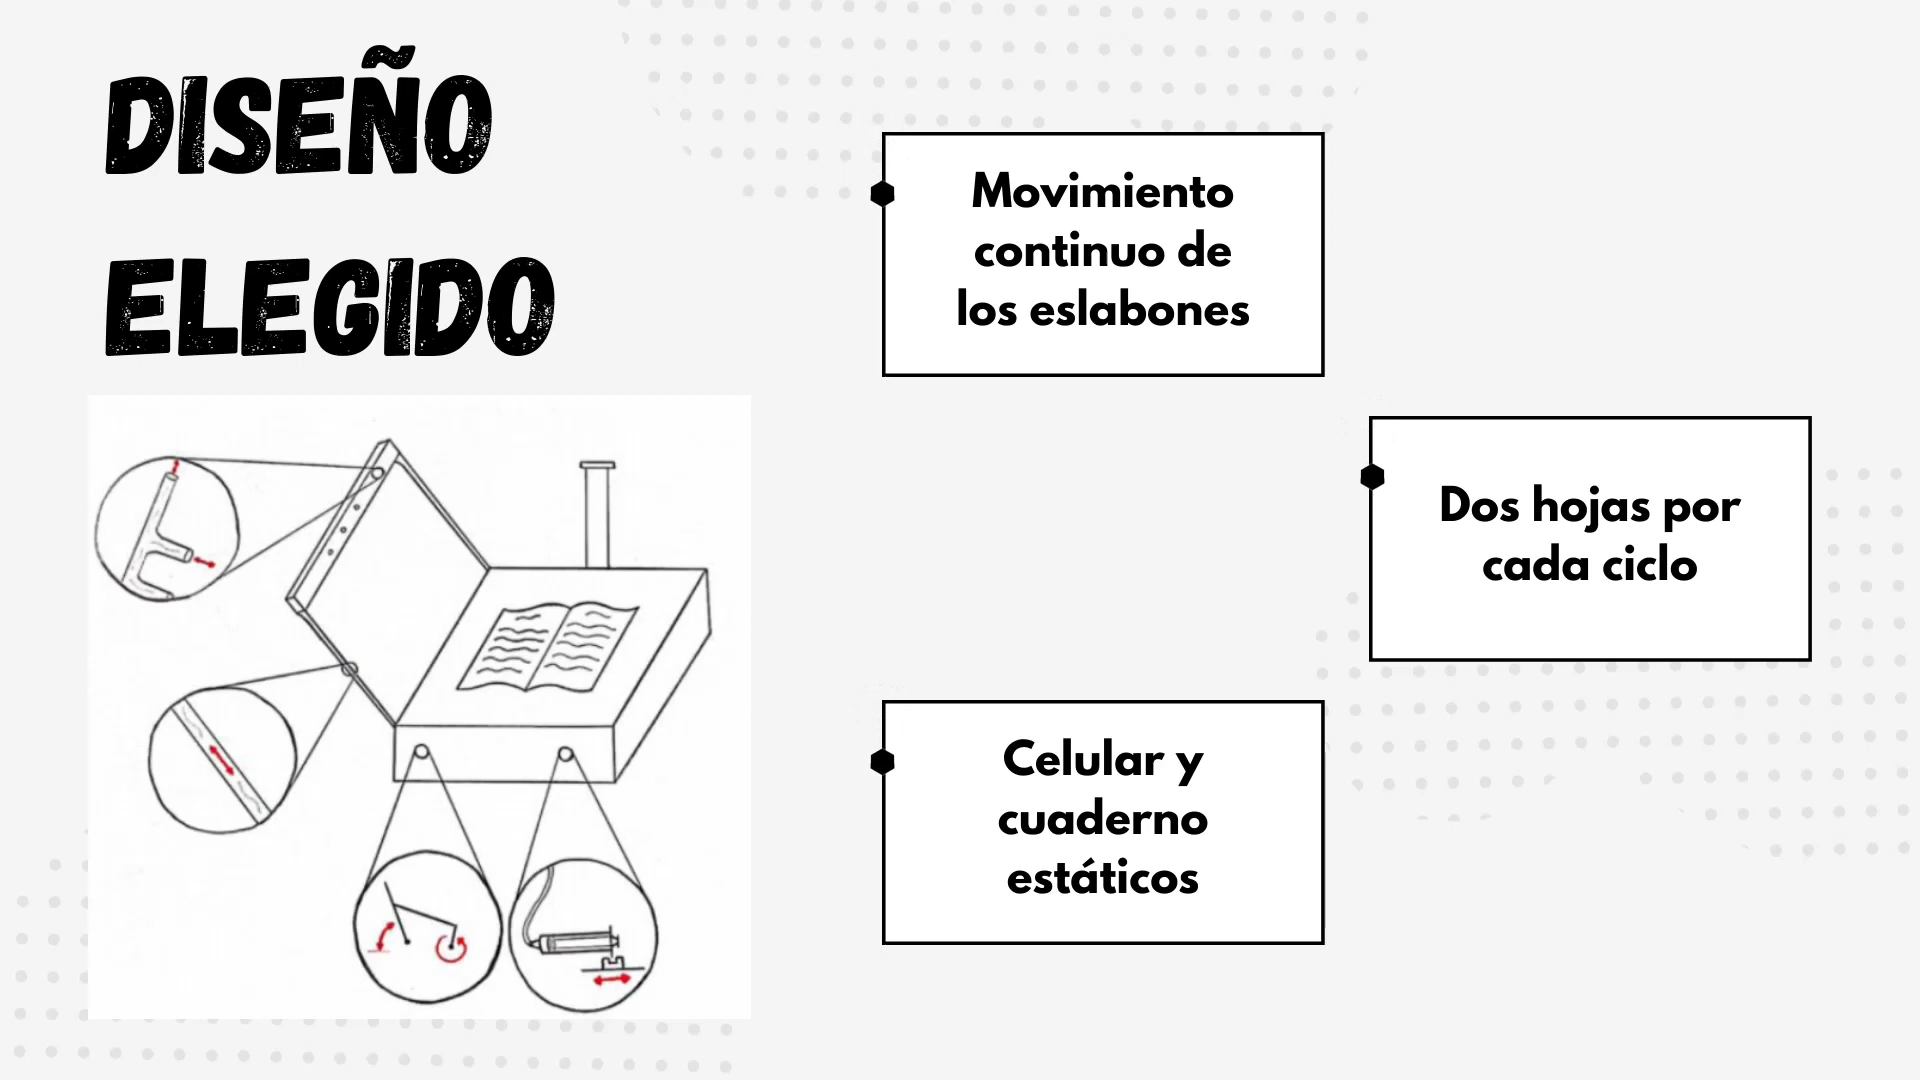 DISEÑO
ELEGIDO
Movimiento
continuo de
los eslabones
Dos hojas por
cada ciclo
Celular y
cuaderno
estáticos